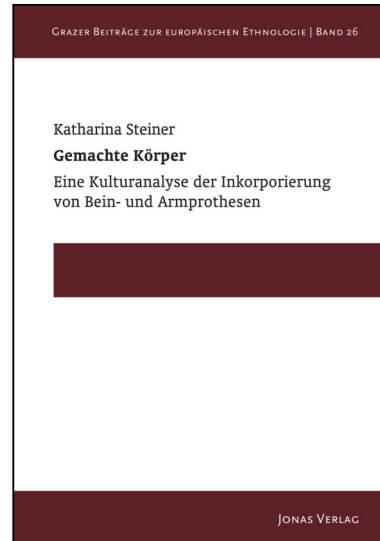 Grazer Beiträge zur europäischen Ethnologie | Band 26
Katharina Steiner
Gemachte Körper
Eine Kulturanalyse der Inkorporierung
von Bein- und Armprothesen
Jonas Verlag